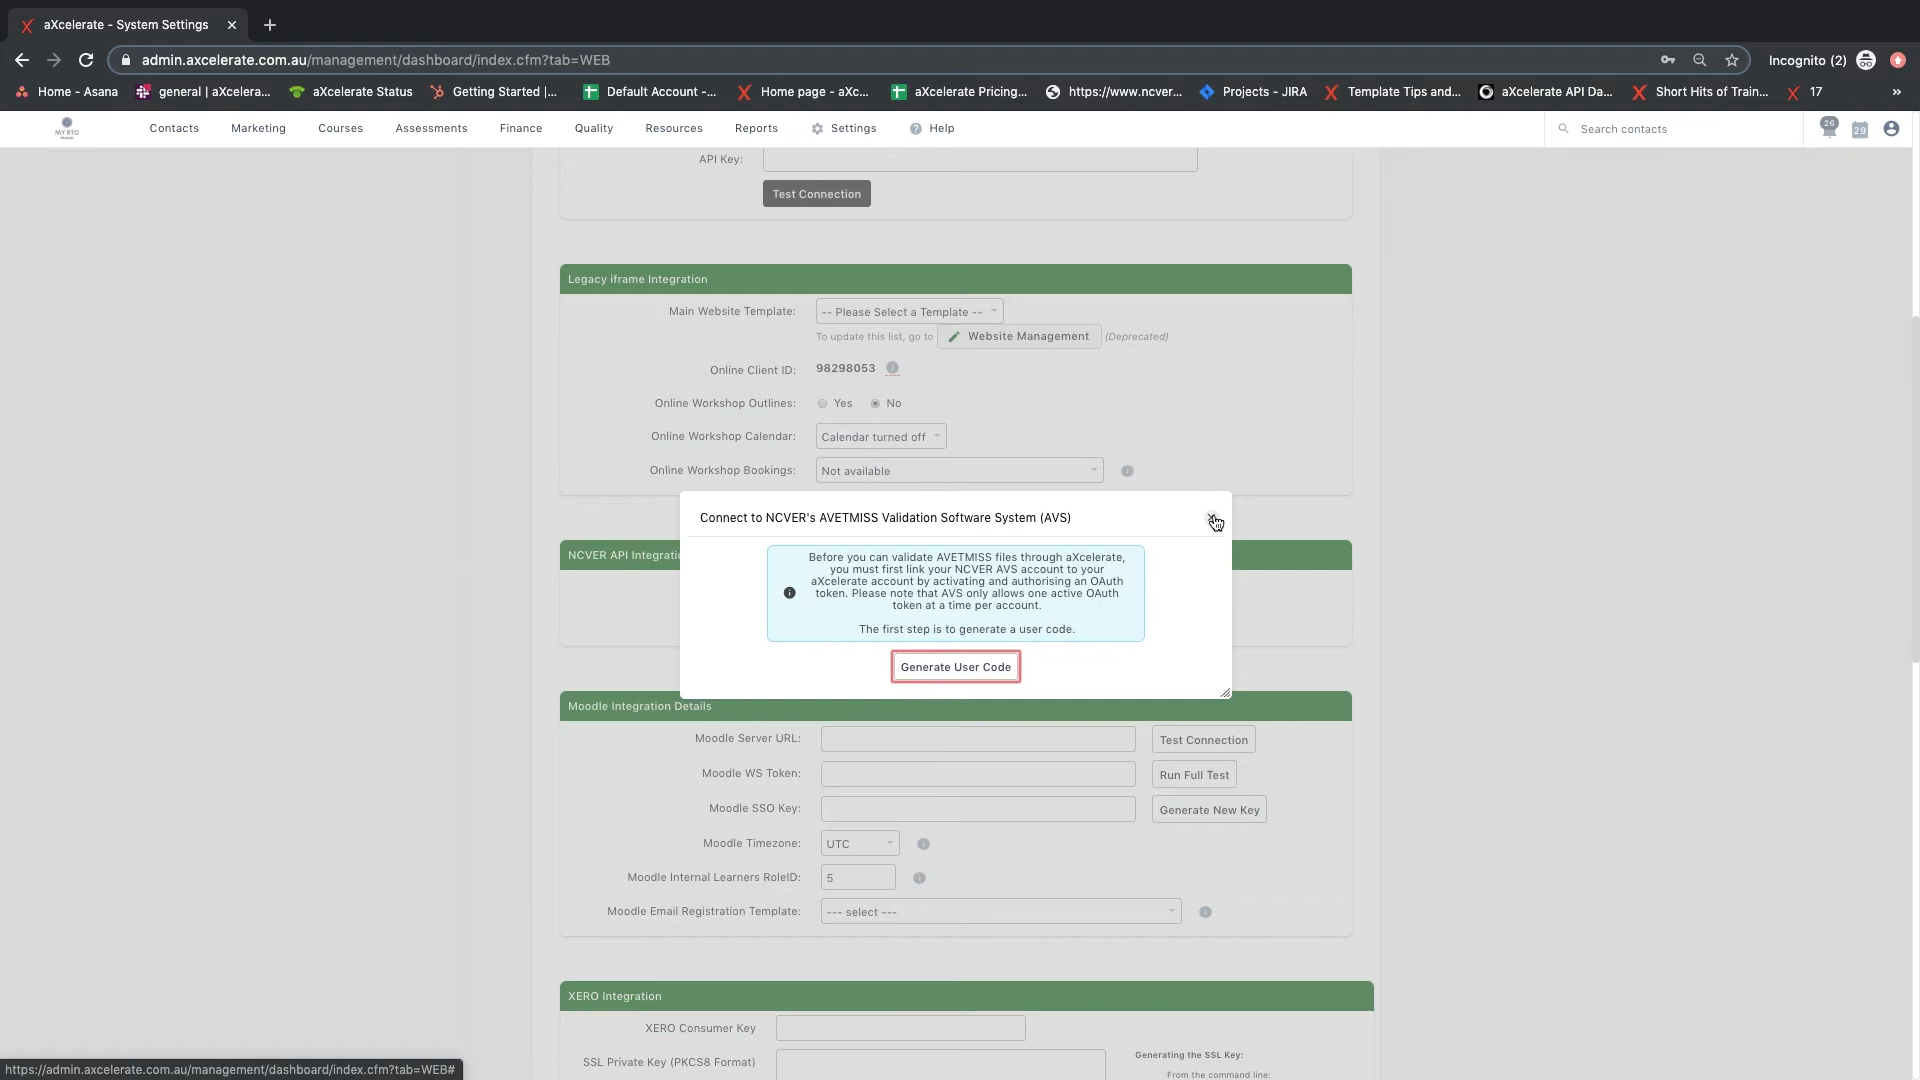 aXcelerate - System Settings
admin.axcelerate.com.au/management/dashboard/index.cfm?tab=WEB
Incognito (2)
Home - Asana
general | aXcelera...
aXcelerate Status
Getting Started |...
Default Account -...
Home page - aXc...
aXcelerate Pricing...
https://www.ncver...
Projects - JIRA
Template Tips and...
aXcelerate API Da...
Short Hits of Train...
17
»
MY RTO
Contacts
Marketing
Courses
Assessments
Finance
Quality
Resources
Reports
Settings
Help
Search contacts
26
29
API Key:
Test Connection
Legacy iframe Integration
Main Website Template: -- Please Select a Template --
To update this list, go to Website Management (Deprecated)
Online Client ID: 98298053
Online Workshop Outlines: Yes No
Online Workshop Calendar: Calendar turned off
Online Workshop Bookings: Not available
Connect to NCVER's AVETMISS Validation Software System (AVS)
NCVER API Integratio
Before you can validate AVETMISS files through aXcelerate,
you must first link your NCVER AVS account to your
aXcelerate account by activating and authorising an OAuth
token. Please note that AVS only allows one active OAuth
token at a time per account.
The first step is to generate a user code.
Generate User Code
Moodle Integration Details
Moodle Server URL: Test Connection
Moodle WS Token: Run Full Test
Moodle SSO Key: Generate New Key
Moodle Timezone: UTC
Moodle Internal Learners RoleID: 5
Moodle Email Registration Template: --- select ---
XERO Integration
XERO Consumer Key
SSL Private Key (PKCS8 Format)
Generating the SSL Key:
From the command line:
https://admin.axcelerate.com.au/management/dashboard/index.cfm?tab=WEB#